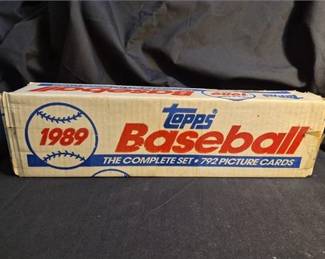 1989
topps
Baseball
THE COMPLETE SET • 792 PICTURE CARDS